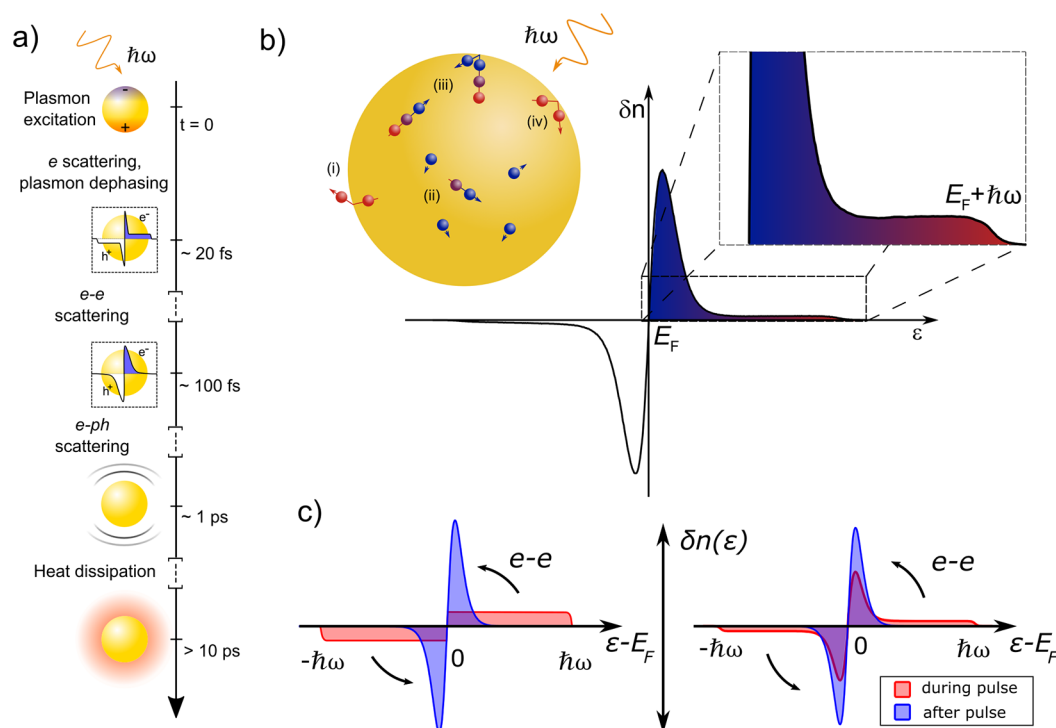 a)
ħω
-
+
Plasmon
excitation
t = 0
e scattering,
plasmon dephasing
e⁻
h⁺
~ 20 fs
e-e
scattering
e⁻
h⁺
~ 100 fs
e-ph
scattering
~ 1 ps
Heat dissipation
> 10 ps
b)
ħω
(i)
(ii)
(iii)
(iv)
δn
E_F
ε
E_F+ħω
c)
e-e
-ħω
0
ħω
ε-E_F
δn(ε)
e-e
-ħω
0
ħω
ε-E_F
during pulse
after pulse